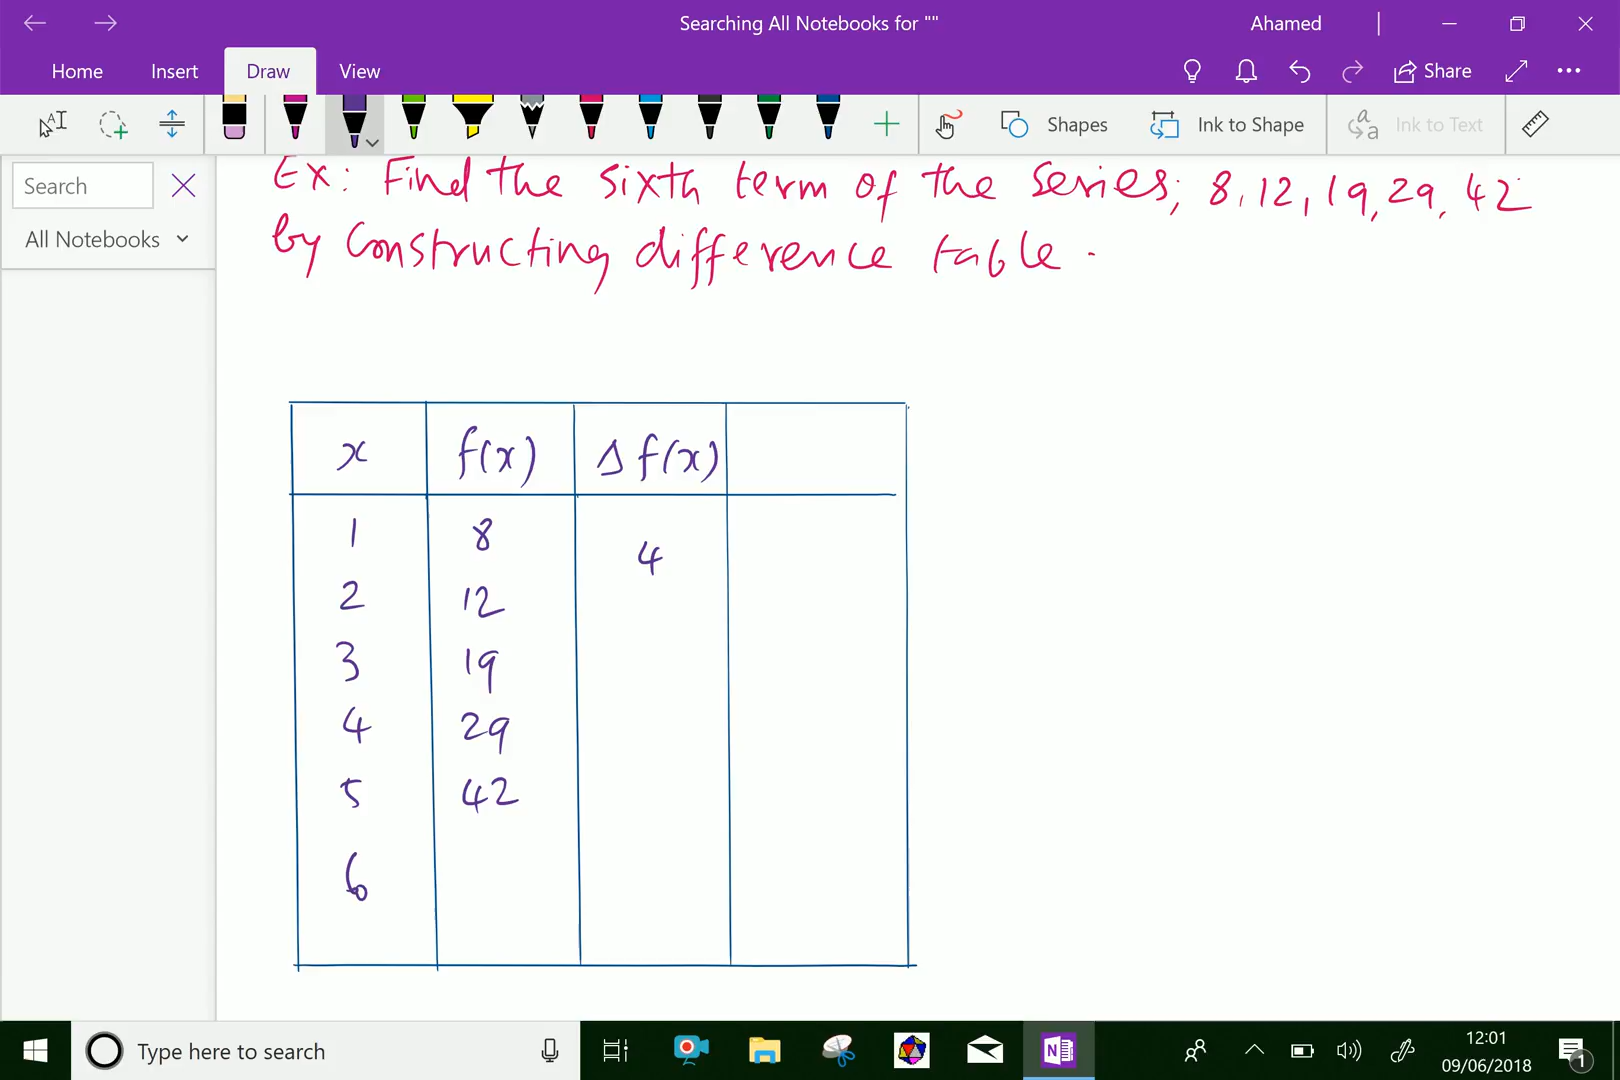 Searching All Notebooks for ""
Ahamed
Home Insert Draw View
Share
Shapes
Ink to Shape
Ink to Text
Search
All Notebooks
Ex: Find the sixth term of the series; 8, 12, 19, 29, 42
by constructing difference table.
x f(x) Δ f(x)
1 8
4
2 12
3 19
4 29
5 42
6
Type here to search
12:01
09/06/2018
1